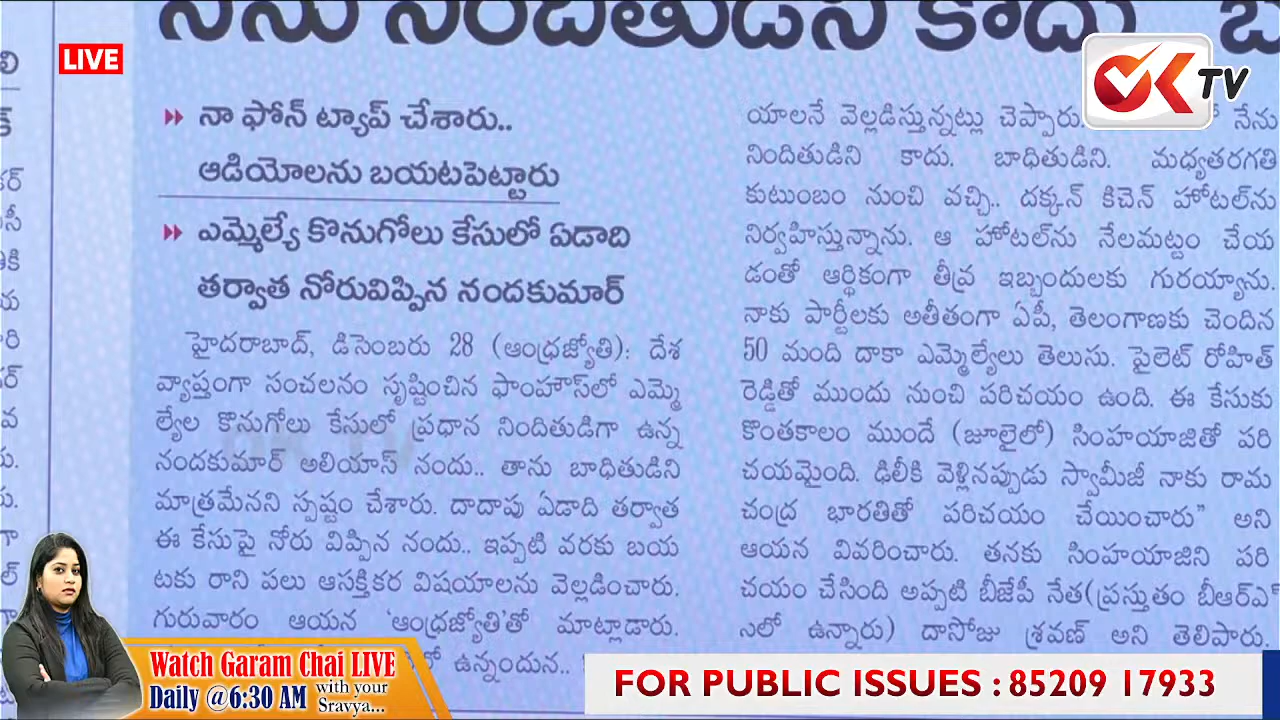 LIVE
OK TV
నేను నిందితుడిని కాదు
నా ఫోన్ ట్యాప్ చేశారు..
ఆడియోలను బయటపెట్టారు
ఎమ్మెల్యే కొనుగోలు కేసులో ఏడాది
తర్వాత నోరువిప్పిన నందకుమార్
హైదరాబాద్, డిసెంబరు 28 (ఆంధ్రజ్యోతి): దేశ
వ్యాప్తంగా సంచలనం సృష్టించిన ఫాంహౌస్‌లో ఎమ్మె
ల్యేల కొనుగోలు కేసులో ప్రధాన నిందితుడిగా ఉన్న
నందకుమార్ అలియాస్ నందు.. తాను బాధితుడిని
మాత్రమేనని స్పష్టం చేశారు. దాదాపు ఏడాది తర్వాత
ఈ కేసుపై నోరు విప్పిన నందు.. ఇప్పటి వరకు బయ
టకు రాని పలు ఆసక్తికర విషయాలను వెల్లడించారు.
గురువారం ఆయన ‘ఆంధ్రజ్యోతి’తో మాట్లాడారు.
ఉన్నందున..
యాలనే వెల్లడిస్తున్నట్లు చెప్పారు. నేను
నిందితుడిని కాదు. బాధితుడిని. మధ్యతరగతి
కుటుంబం నుంచి వచ్చి.. దక్కన్ కిచెన్ హోటల్‌ను
నిర్వహిస్తున్నాను. ఆ హోటల్‌ను నేలమట్టం చేయ
డంతో ఆర్థికంగా తీవ్ర ఇబ్బందులకు గురయ్యాను.
నాకు పార్టీలకు అతీతంగా ఏపీ, తెలంగాణకు చెందిన
50 మంది దాకా ఎమ్మెల్యేలు తెలుసు. పైలెట్ రోహిత్
రెడ్డితో ముందు నుంచి పరిచయం ఉంది. ఈ కేసుకు
కొంతకాలం ముందే (జూలైలో) సింహయాజితో పరి
చయమైంది. ఢిలీకి వెళ్లినప్పుడు స్వామీజీ నాకు రామ
చంద్ర భారతితో పరిచయం చేయించారు” అని
ఆయన వివరించారు. తనకు సింహయాజిని పరి
చయం చేసింది అప్పటి బీజేపీ నేత(ప్రస్తుతం బీఆర్ఎ
సలో ఉన్నారు) దాసోజు శ్రవణ్ అని తెలిపారు.
Watch Garam Chai LIVE
Daily @6:30 AM with your
Sravya...
FOR PUBLIC ISSUES : 85209 17933